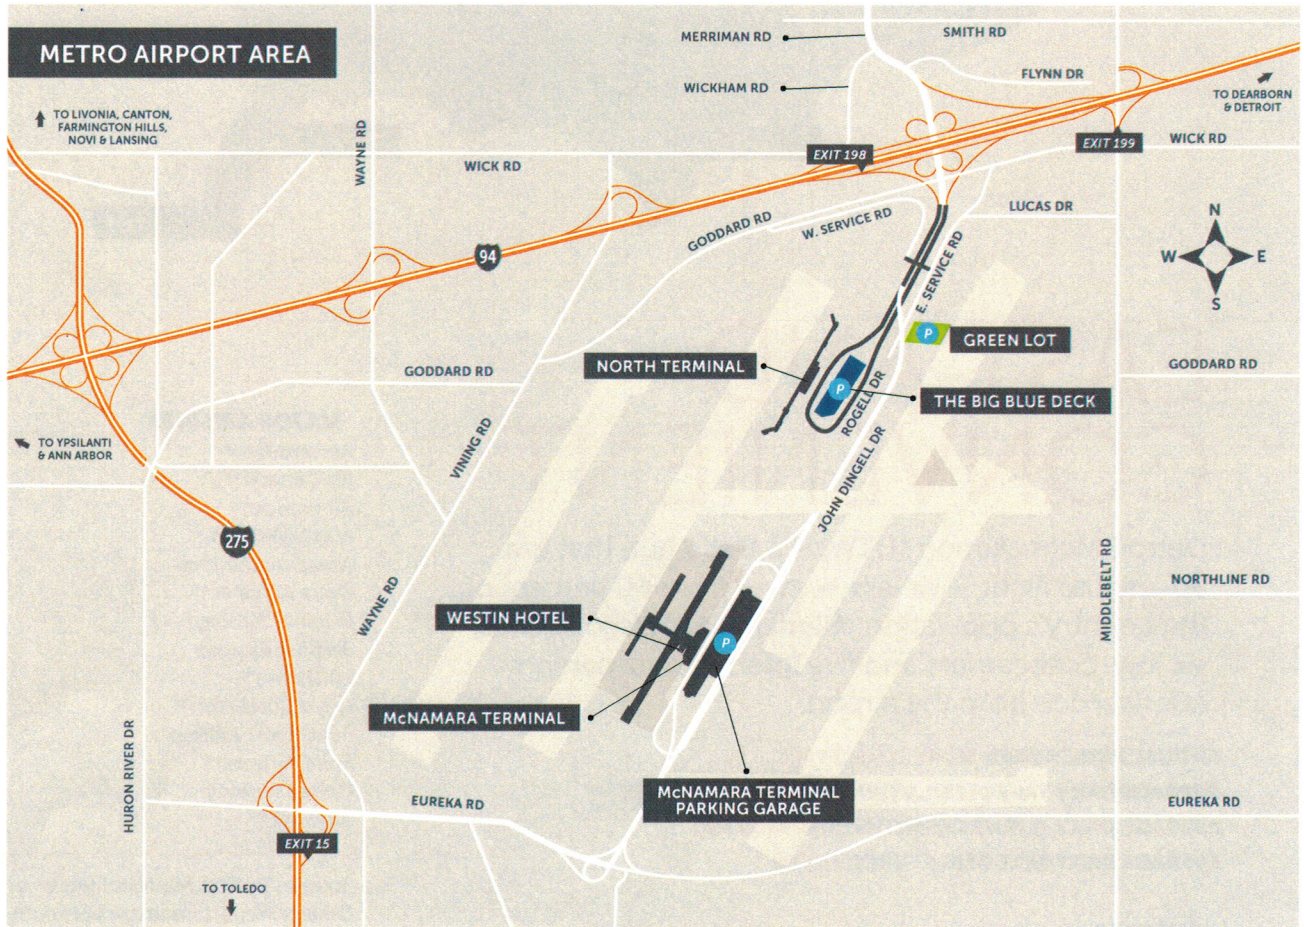 METRO AIRPORT AREA
MERRIMAN RD
SMITH RD
WICKHAM RD
FLYNN DR
TO DEARBORN
& DETROIT
TO LIVONIA, CANTON,
FARMINGTON HILLS,
NOVI & LANSING
WAYNE RD
WICK RD
EXIT 198
EXIT 199
WICK RD
GODDARD RD
W. SERVICE RD
LUCAS DR
N
W
E
S
94
E. SERVICE RD
P
GREEN LOT
NORTH TERMINAL
GODDARD RD
GODDARD RD
P
ROGELL DR
THE BIG BLUE DECK
TO YPSILANTI
& ANN ARBOR
VINING RD
JOHN DINGELL DR
275
WAYNE RD
MIDDLEBELT RD
NORTHLINE RD
WESTIN HOTEL
P
McNAMARA TERMINAL
HURON RIVER DR
McNAMARA TERMINAL
PARKING GARAGE
EUREKA RD
EUREKA RD
EXIT 15
TO TOLEDO